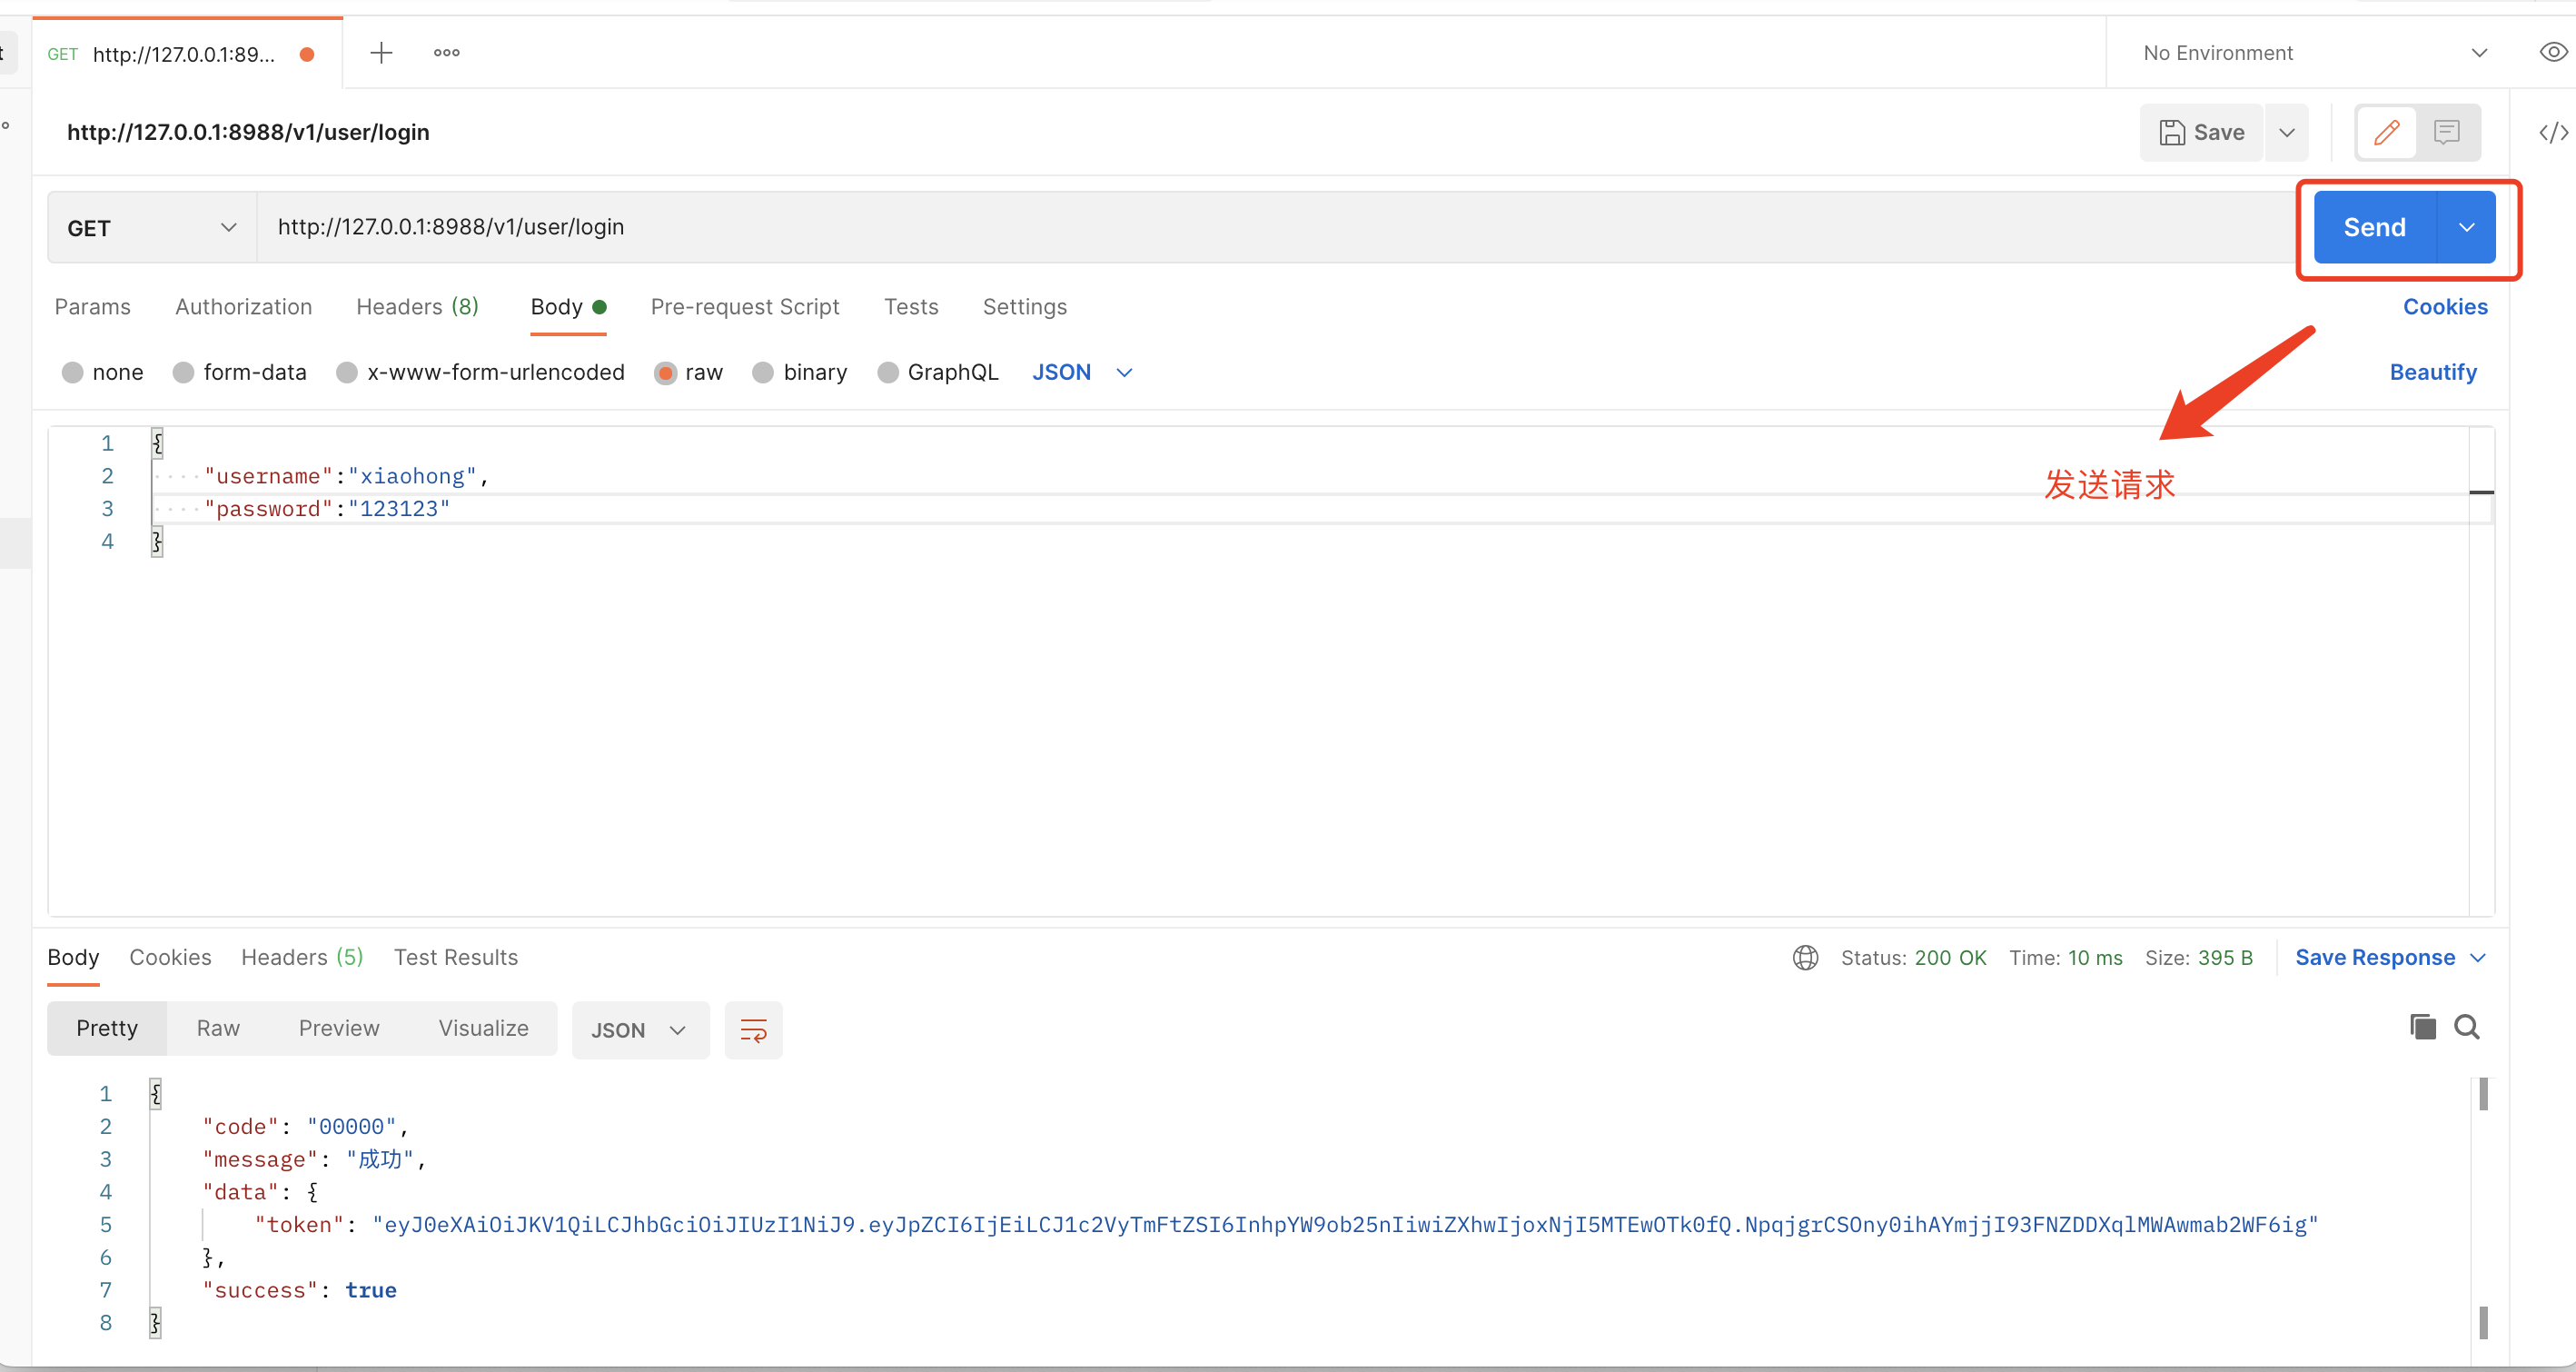 t
GET http://127.0.0.1:89... No Environment
http://127.0.0.1:8988/v1/user/login Save
GET http://127.0.0.1:8988/v1/user/login Send
Params Authorization Headers (8) Body Pre-request Script Tests Settings Cookies
none form-data x-www-form-urlencoded raw binary GraphQL JSON Beautify
1 {
2 "username":"xiaohong",
发送请求
3 "password":"123123"
4 }
Body Cookies Headers (5) Test Results Status: 200 OK Time: 10 ms Size: 395 B Save Response
Pretty Raw Preview Visualize JSON
1 {
2 "code": "00000",
3 "message": "成功",
4 "data": {
5 "token": "eyJ0eXAiOiJKV1QiLCJhbGciOiJIUzI1NiJ9.eyJpZCI6IjEiLCJ1c2VyTmFtZSI6InhpYW9ob25nIiwiZXhwIjoxNjI5MTEwOTk0fQ.NpqjgrCSOny0ihAYmjjI93FNZDDXqlMWAwmab2WF6ig"
6 },
7 "success": true
8 }